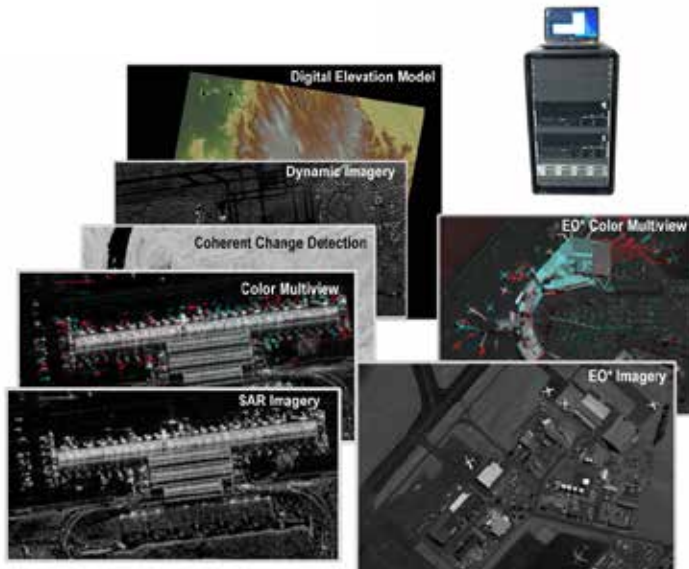 Digital Elevation Model
Dynamic Imagery
Coherent Change Detection
Color Multiview
SAR Imagery
EO* Color Multiview
EO* Imagery